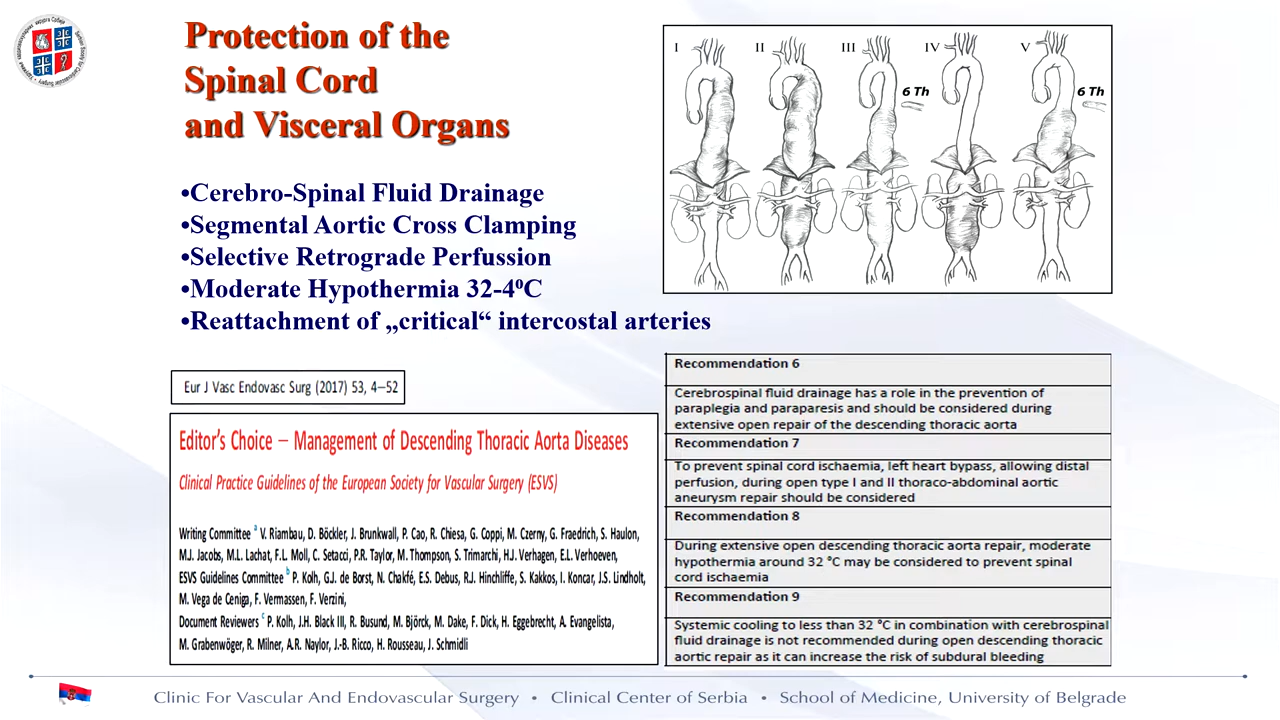 Protection of the
Spinal Cord
and Visceral Organs
•Cerebro-Spinal Fluid Drainage
•Segmental Aortic Cross Clamping
•Selective Retrograde Perfussion
•Moderate Hypothermia 32-4⁰C
•Reattachment of „critical“ intercostal arteries
I II III IV V
6 Th 6 Th
Eur J Vasc Endovasc Surg (2017) 53, 4–52
Editor's Choice – Management of Descending Thoracic Aorta Diseases
Clinical Practice Guidelines of the European Society for Vascular Surgery (ESVS)
Writing Committee ᵃ V. Riambau, D. Böckler, J. Brunkwall, P. Cao, R. Chiesa, G. Coppi, M. Czerny, G. Fraedrich, S. Haulon,
M.J. Jacobs, M.L. Lachat, F.L. Moll, C. Setacci, P.R. Taylor, M. Thompson, S. Trimarchi, H.J. Verhagen, E.L. Verhoeven,
ESVS Guidelines Committee ᵇ P. Kolh, G.J. de Borst, N. Chakfé, E.S. Debus, R.J. Hinchliffe, S. Kakkos, I. Koncar, J.S. Lindholt,
M. Vega de Ceniga, F. Vermassen, F. Verzini,
Document Reviewers ᶜ P. Kolh, J.H. Black III, R. Busund, M. Björck, M. Dake, F. Dick, H. Eggebrecht, A. Evangelista,
M. Grabenwöger, R. Milner, A.R. Naylor, J.-B. Ricco, H. Rousseau, J. Schmidli
Recommendation 6
Cerebrospinal fluid drainage has a role in the prevention of
paraplegia and paraparesis and should be considered during
extensive open repair of the descending thoracic aorta
Recommendation 7
To prevent spinal cord ischaemia, left heart bypass, allowing distal
perfusion, during open type I and II thoraco-abdominal aortic
aneurysm repair should be considered
Recommendation 8
During extensive open descending thoracic aorta repair, moderate
hypothermia around 32 °C may be considered to prevent spinal
cord ischaemia
Recommendation 9
Systemic cooling to less than 32 °C in combination with cerebrospinal
fluid drainage is not recommended during open descending thoracic
aortic repair as it can increase the risk of subdural bleeding
Clinic For Vascular And Endovascular Surgery • Clinical Center of Serbia • School of Medicine, University of Belgrade